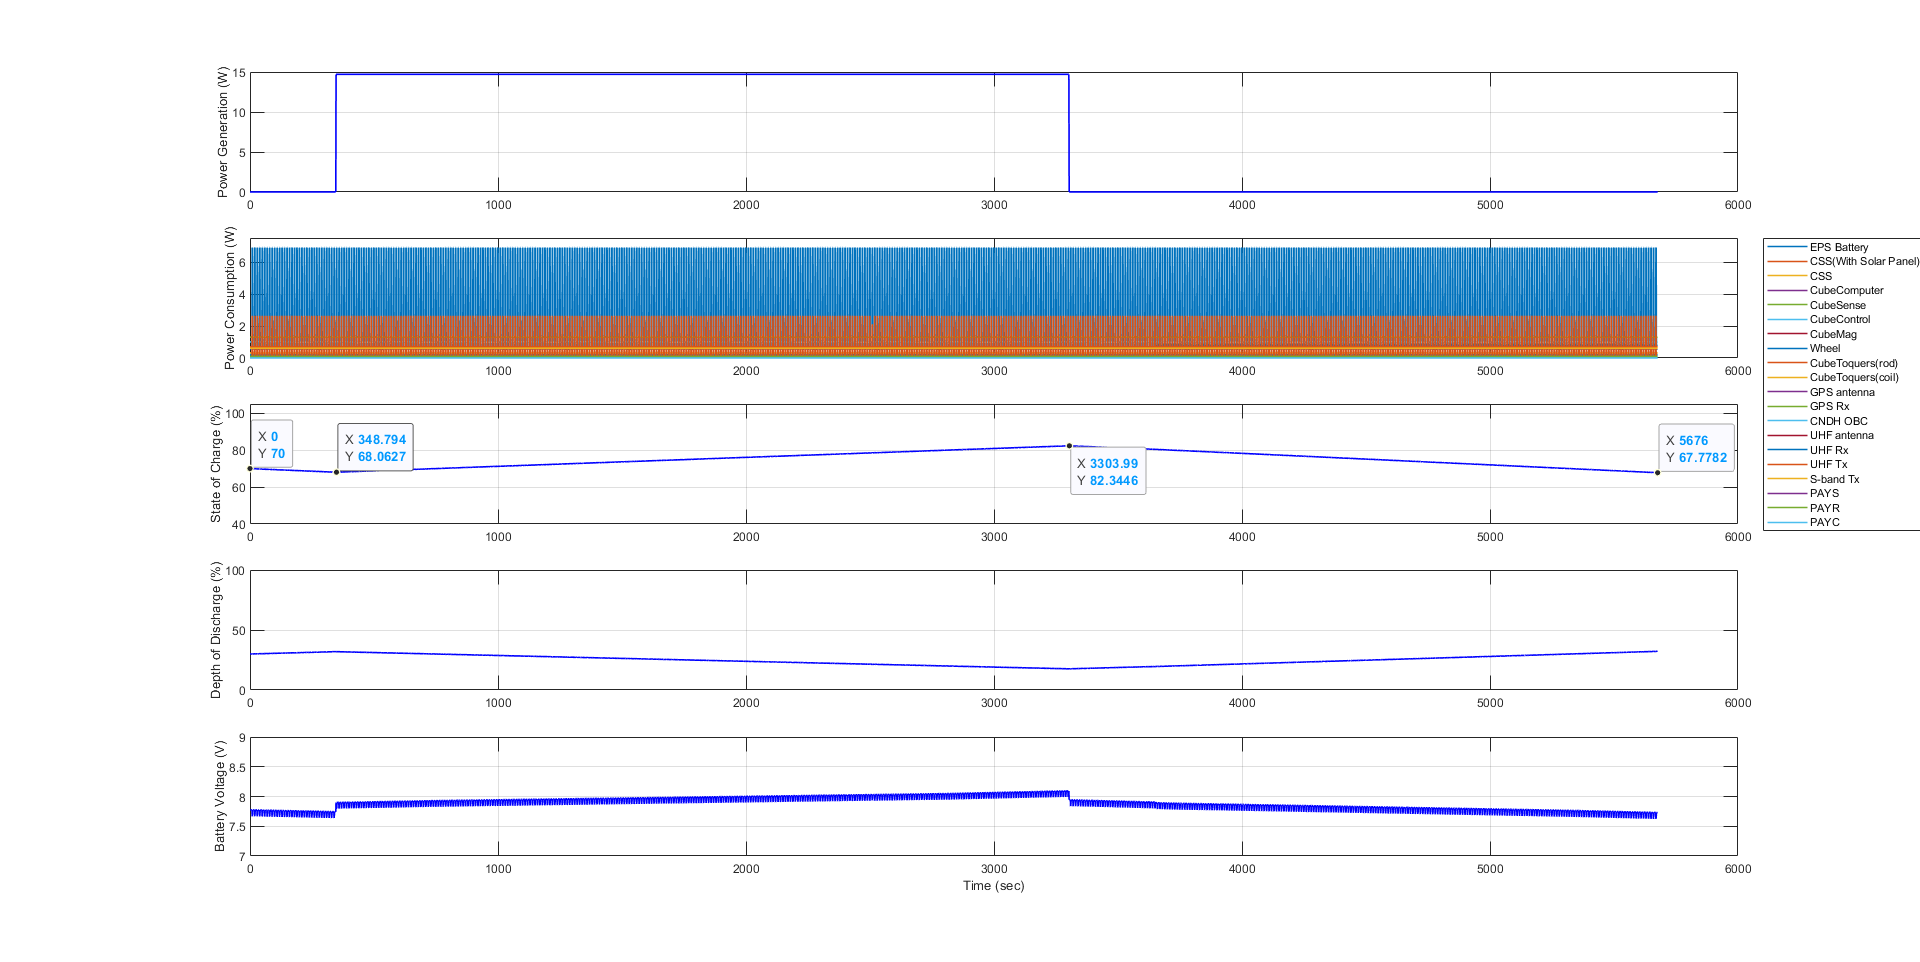 Power Generation (W)
15
10
5
0
0 1000 2000 3000 4000 5000 6000
Power Consumption (W)
6
4
2
0
0 1000 2000 3000 4000 5000 6000
EPS Battery
CSS(With Solar Panel)
CSS
CubeComputer
CubeSense
CubeControl
CubeMag
Wheel
CubeToquers(rod)
CubeToquers(coil)
GPS antenna
GPS Rx
CNDH OBC
UHF antenna
UHF Rx
UHF Tx
S-band Tx
PAYS
PAYR
PAYC
State of Charge (%)
100
80
60
40
X 0
Y 70
X 348.794
Y 68.0627
X 3303.99
Y 82.3446
X 5676
Y 67.7782
0 1000 2000 3000 4000 5000 6000
Depth of Discharge (%)
100
50
0
0 1000 2000 3000 4000 5000 6000
Battery Voltage (V)
9
8.5
8
7.5
7
0 1000 2000 3000 4000 5000 6000
Time (sec)